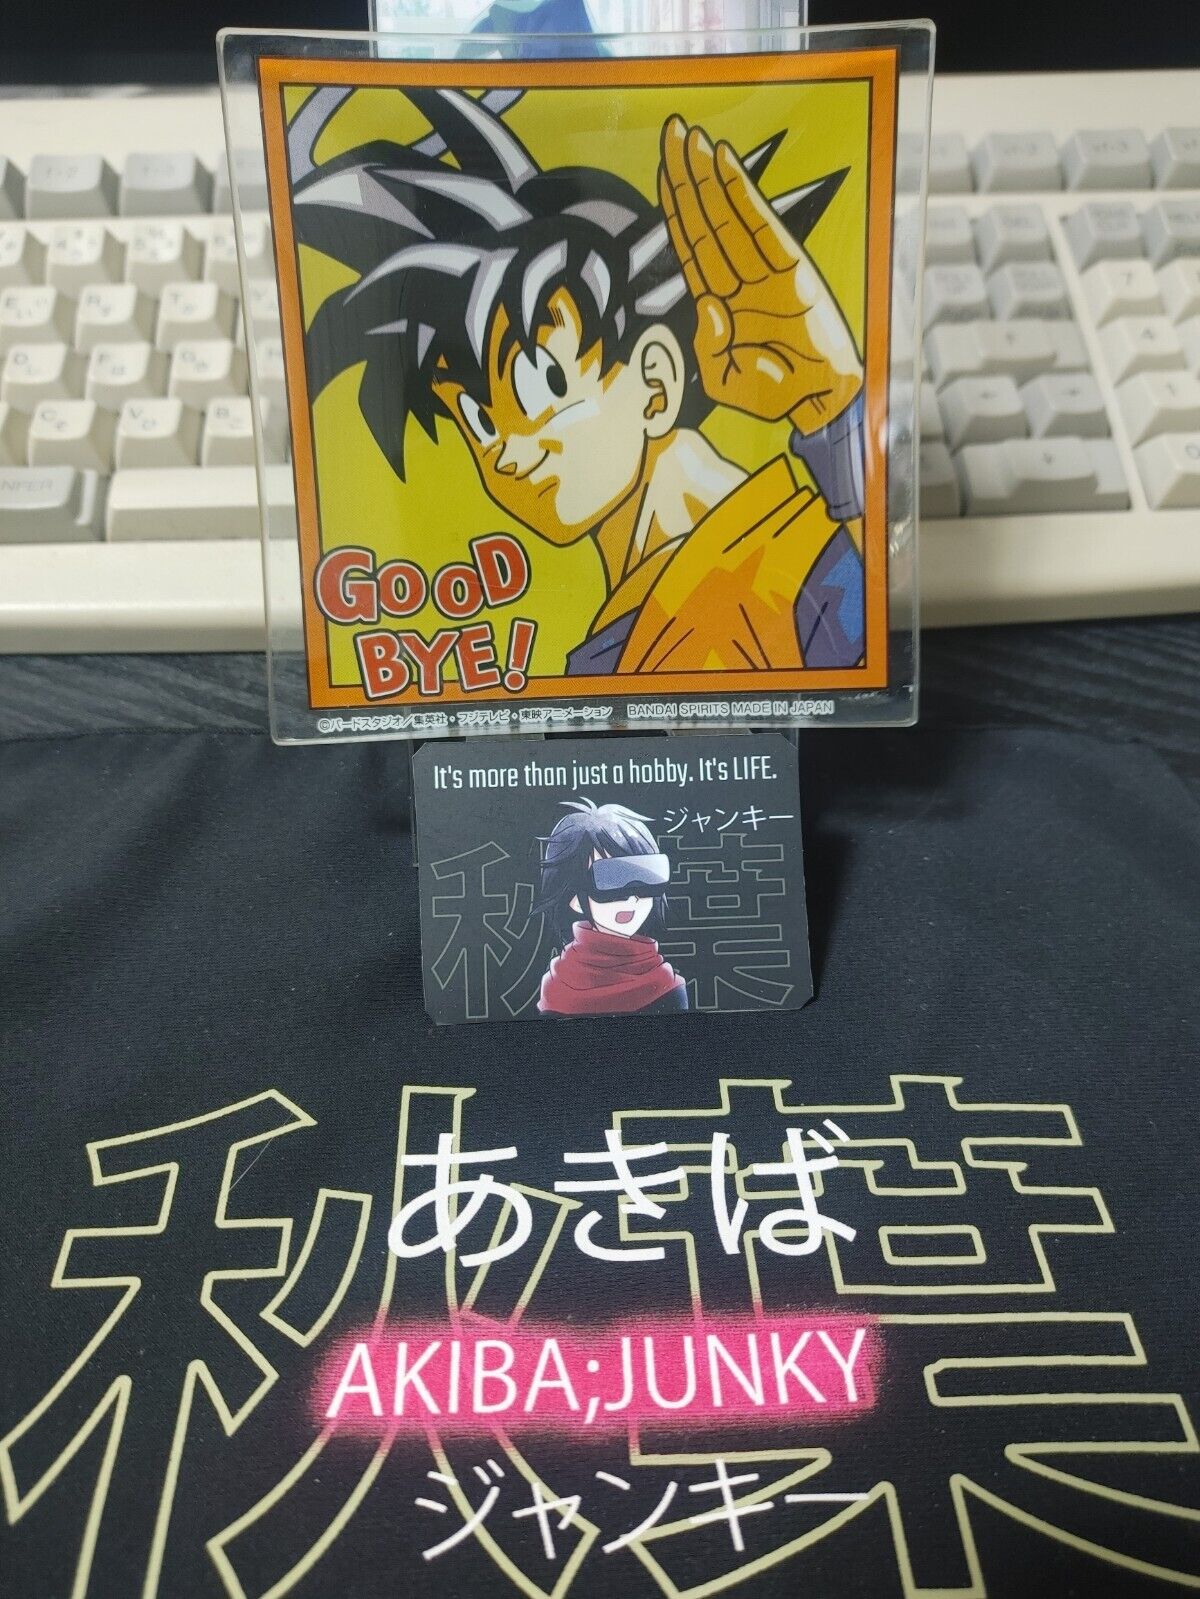 GOOD
BYE!
©バードスタジオ/集英社・フジテレビ・東映アニメーション BANDAI SPIRITS MADE IN JAPAN
It's more than just a hobby. It's LIFE.
ジャンキー
秋葉
秋葉
あきば
AKIBA;JUNKY
ジャンキー